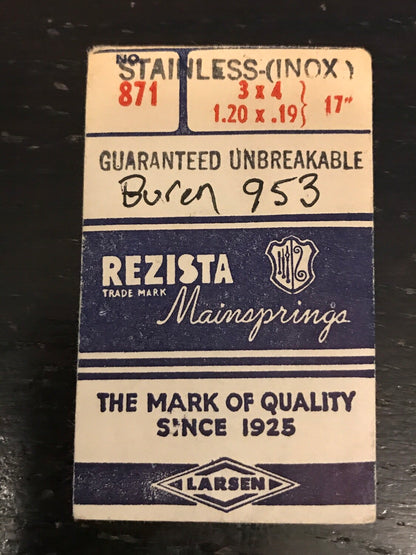 STAINLESS-(INOX)
NO.
871
3 x 4
1.20 x .19} 17"
GUARANTEED UNBREAKABLE
Buren 953
REZISTA
TRADE MARK
Mainsprings
THE MARK OF QUALITY
SINCE 1925
LARSEN